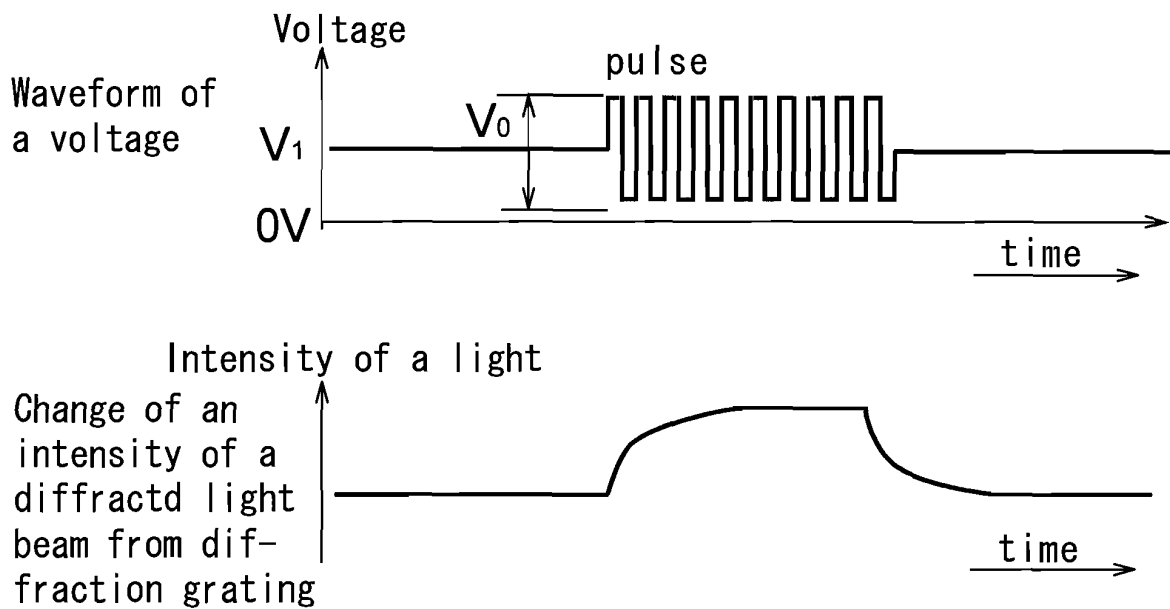 Voltage
pulse
Waveform of
a voltage
V₀
V₁
0V
time
Intensity of a light
Change of an
intensity of a
diffractd light
beam from dif-
fraction grating
time